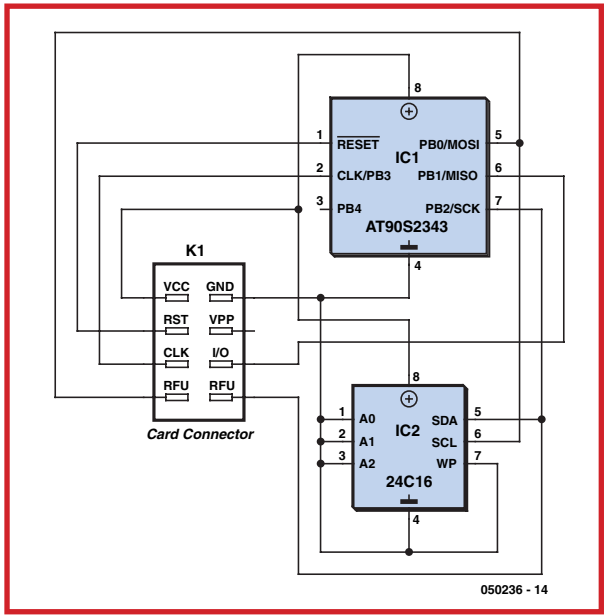 8
1 RESET PB0/MOSI 5
IC1
2 CLK/PB3 PB1/MISO 6
3 PB4 PB2/SCK 7
AT90S2343
4
K1
VCC GND
RST VPP
CLK I/O
RFU RFU
Card Connector
8
1 A0 SDA 5
IC2
2 A1 SCL 6
3 A2 WP 7
24C16
4
050236 - 14